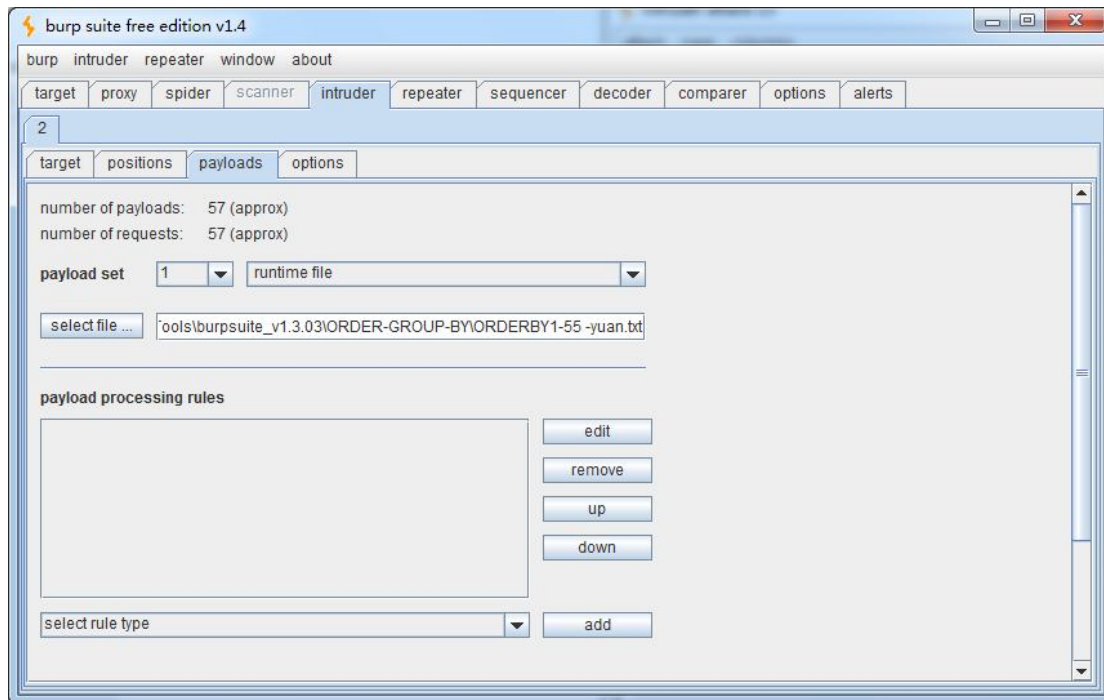 burp suite free edition v1.4
burp intruder repeater window about
target proxy spider scanner intruder repeater sequencer decoder comparer options alerts
2
target positions payloads options
number of payloads: 57 (approx)
number of requests: 57 (approx)
payload set 1 runtime file
select file ... ools\burpsuite_v1.3.03\ORDER-GROUP-BY\ORDERBY1-55 -yuan.txt
payload processing rules
edit
remove
up
down
select rule type add